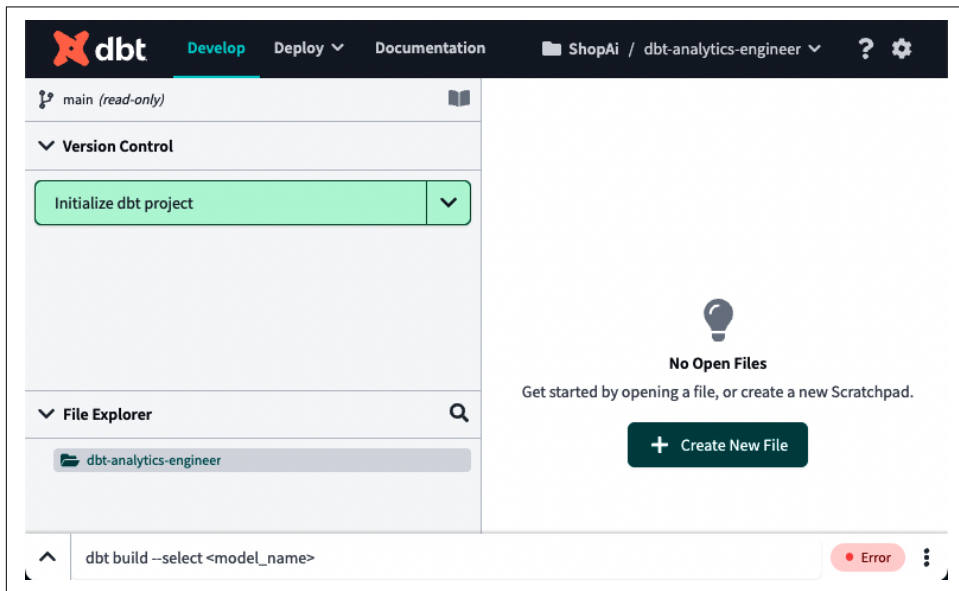 dbt Develop Deploy Documentation ShopAi / dbt-analytics-engineer ?
main (read-only)
Version Control
Initialize dbt project
No Open Files
Get started by opening a file, or create a new Scratchpad.
+ Create New File
File Explorer
dbt-analytics-engineer
dbt build --select <model_name> Error